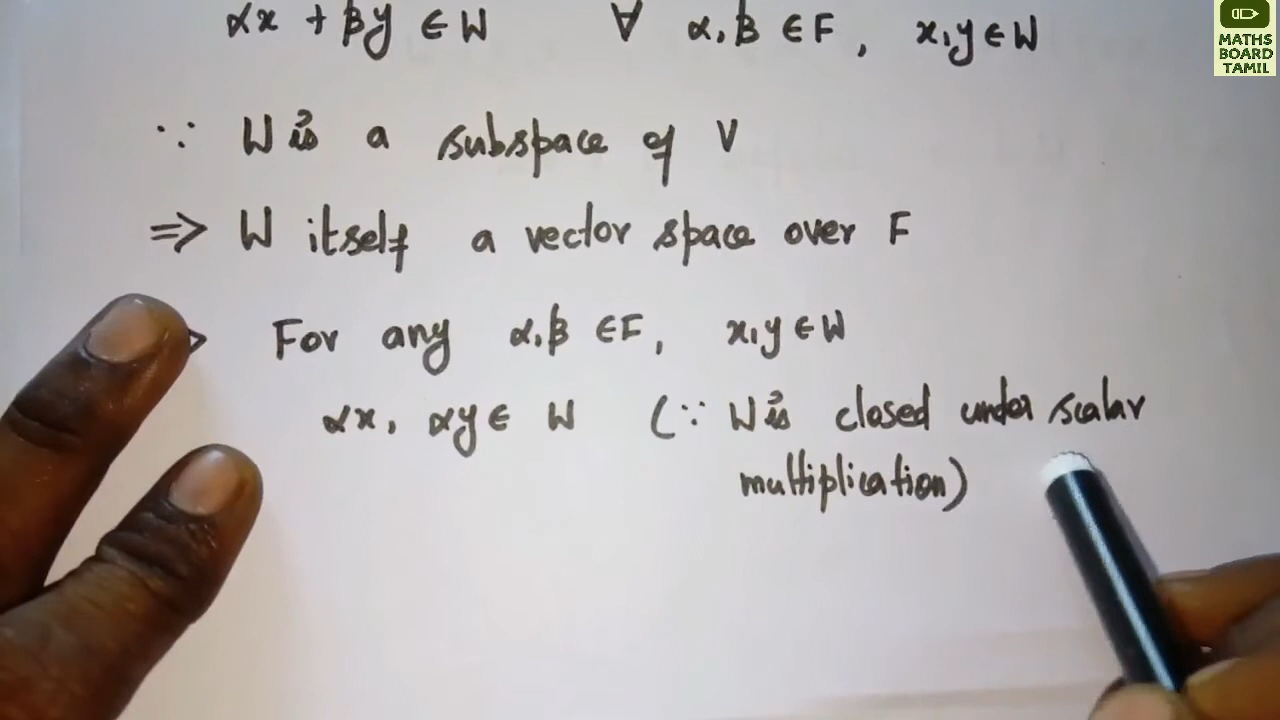 αx + βy ∈ W ∀ α, β ∈ F, x, y ∈ W
∵ W is a subspace of V
⇒ W itself a vector space over F
For any α, β ∈ F, x, y ∈ W
αx, αy ∈ W (∵ W is closed under scalar
multiplication)
MATHS
BOARD
TAMIL